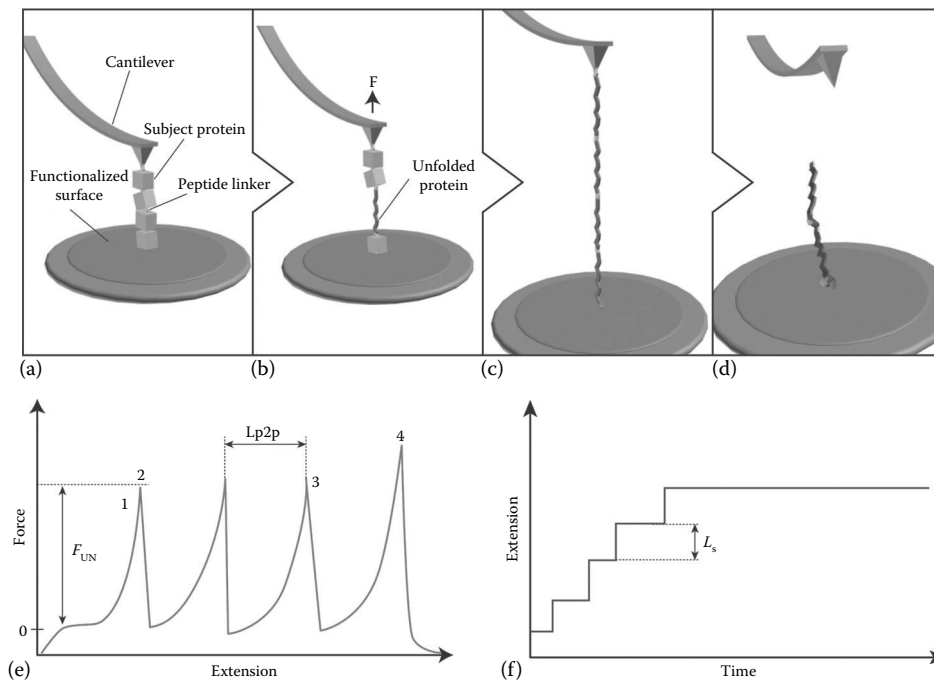 Cantilever
Subject protein
Functionalized
surface
Peptide linker
F
Unfolded
protein
(a)
(b)
(c)
(d)
Force
0
F_UN
1
2
Lp2p
3
4
Extension
(e)
Extension
L_s
Time
(f)